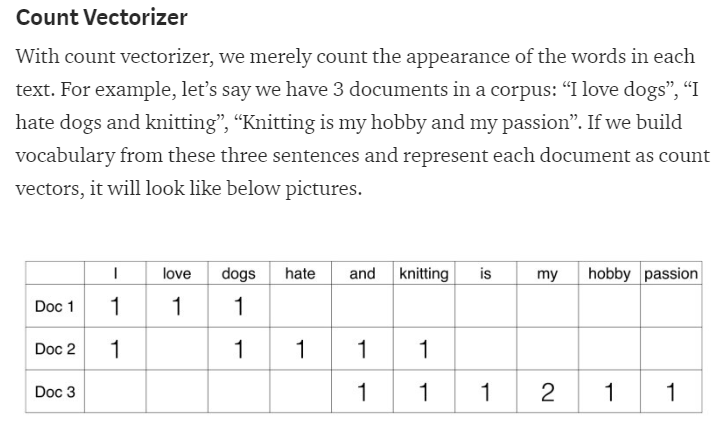 Count Vectorizer
With count vectorizer, we merely count the appearance of the words in each
text. For example, let’s say we have 3 documents in a corpus: “I love dogs”, “I
hate dogs and knitting”, “Knitting is my hobby and my passion”. If we build
vocabulary from these three sentences and represent each document as count
vectors, it will look like below pictures.
I love dogs hate and knitting is my hobby passion
Doc 1 1 1 1
Doc 2 1 1 1 1 1
Doc 3 1 1 1 2 1 1